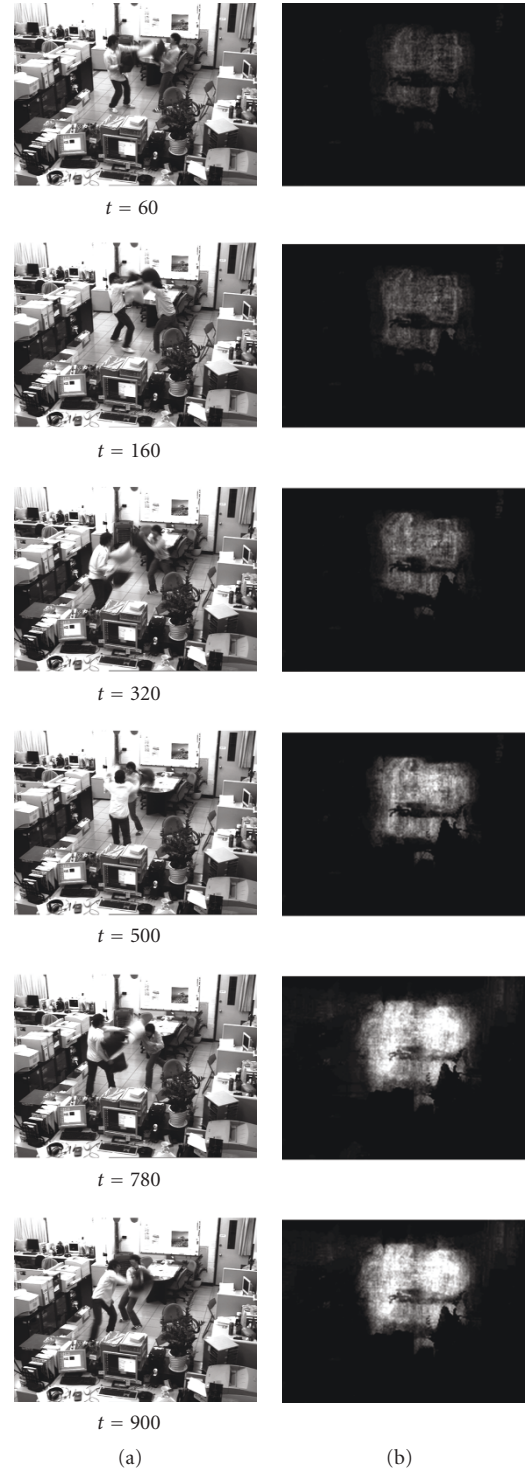 t = 60
t = 160
t = 320
t = 500
t = 780
t = 900
(a) (b)